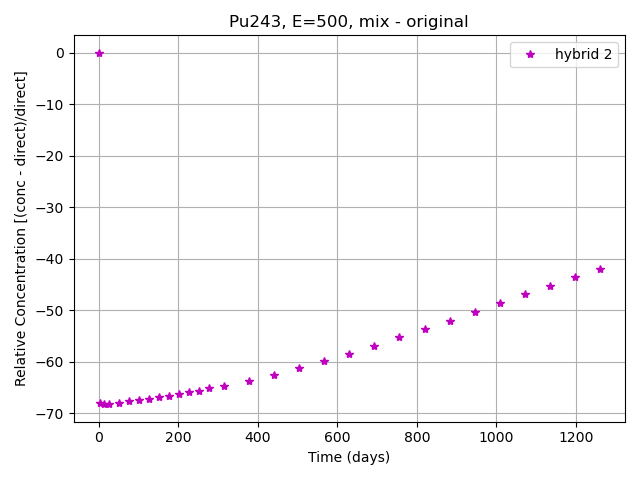 Pu243, E=500, mix - original
hybrid 2
Relative Concentration [(conc - direct)/direct]
0
−10
−20
−30
−40
−50
−60
−70
0 200 400 600 800 1000 1200
Time (days)